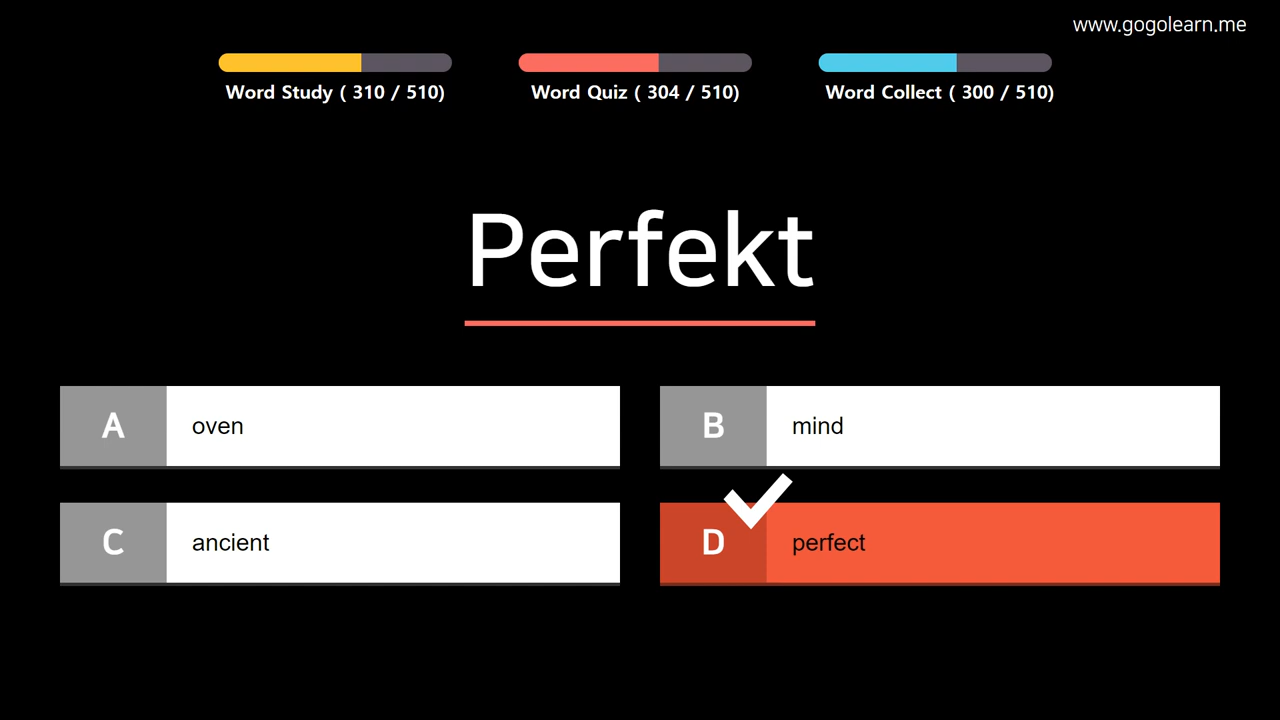 www.gogolearn.me
Word Study ( 310 / 510)
Word Quiz ( 304 / 510)
Word Collect ( 300 / 510)
Perfekt
A oven
B mind
C ancient
D perfect